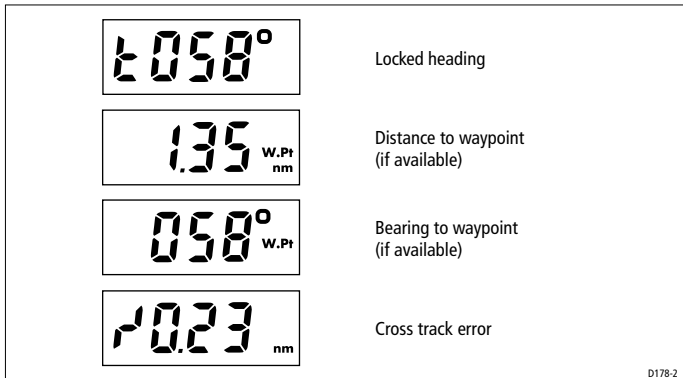 t058°
Locked heading
1.35 W.Pt
nm
Distance to waypoint
(if available)
058° W.Pt
Bearing to waypoint
(if available)
0.23 nm
Cross track error
D178-2